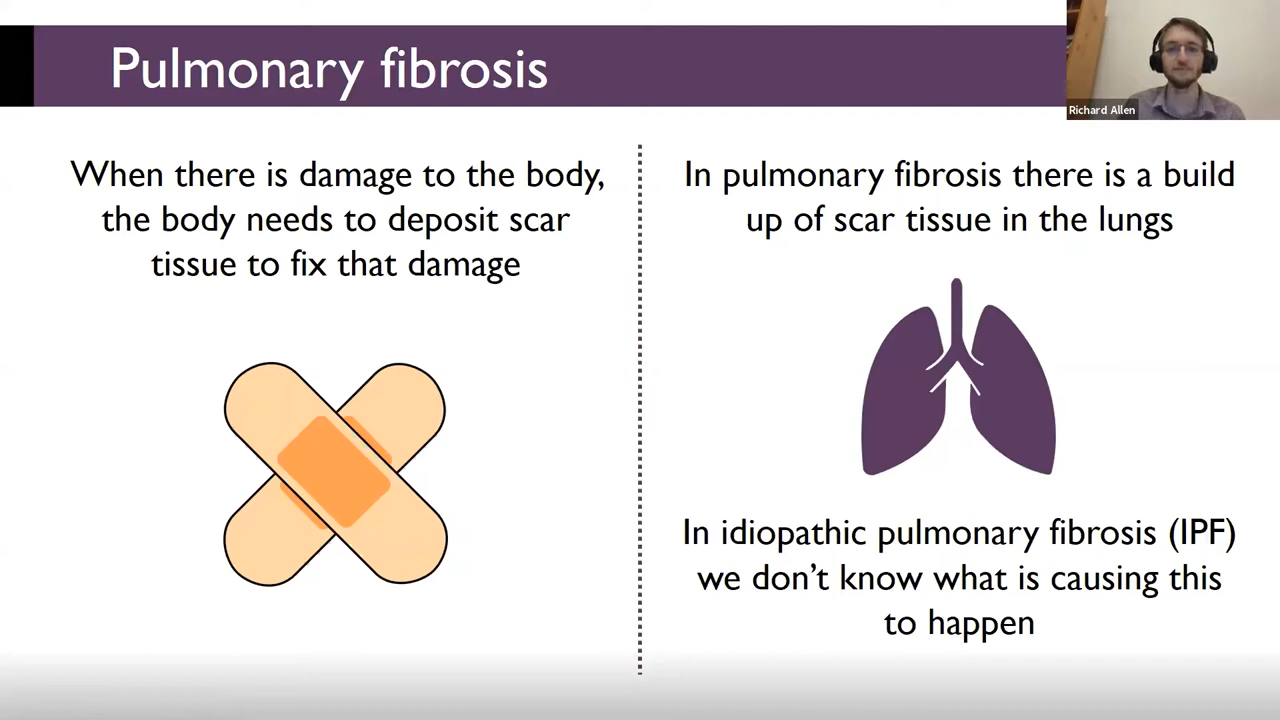 Pulmonary fibrosis
Richard Allen
When there is damage to the body,
the body needs to deposit scar
tissue to fix that damage
In pulmonary fibrosis there is a build
up of scar tissue in the lungs
In idiopathic pulmonary fibrosis (IPF)
we don’t know what is causing this
to happen